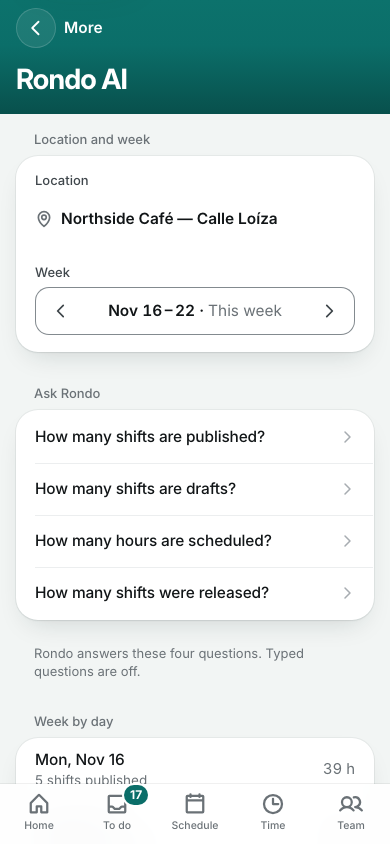 More
Rondo AI
Location and week
Location
Northside Café — Calle Loíza
Week
Nov 16 – 22 · This week
Ask Rondo
How many shifts are published?
How many shifts are drafts?
How many hours are scheduled?
How many shifts were released?
Rondo answers these four questions. Typed
questions are off.
Week by day
Mon, Nov 16
39 h
5 shifts published
17
Home
To do
Schedule
Time
Team